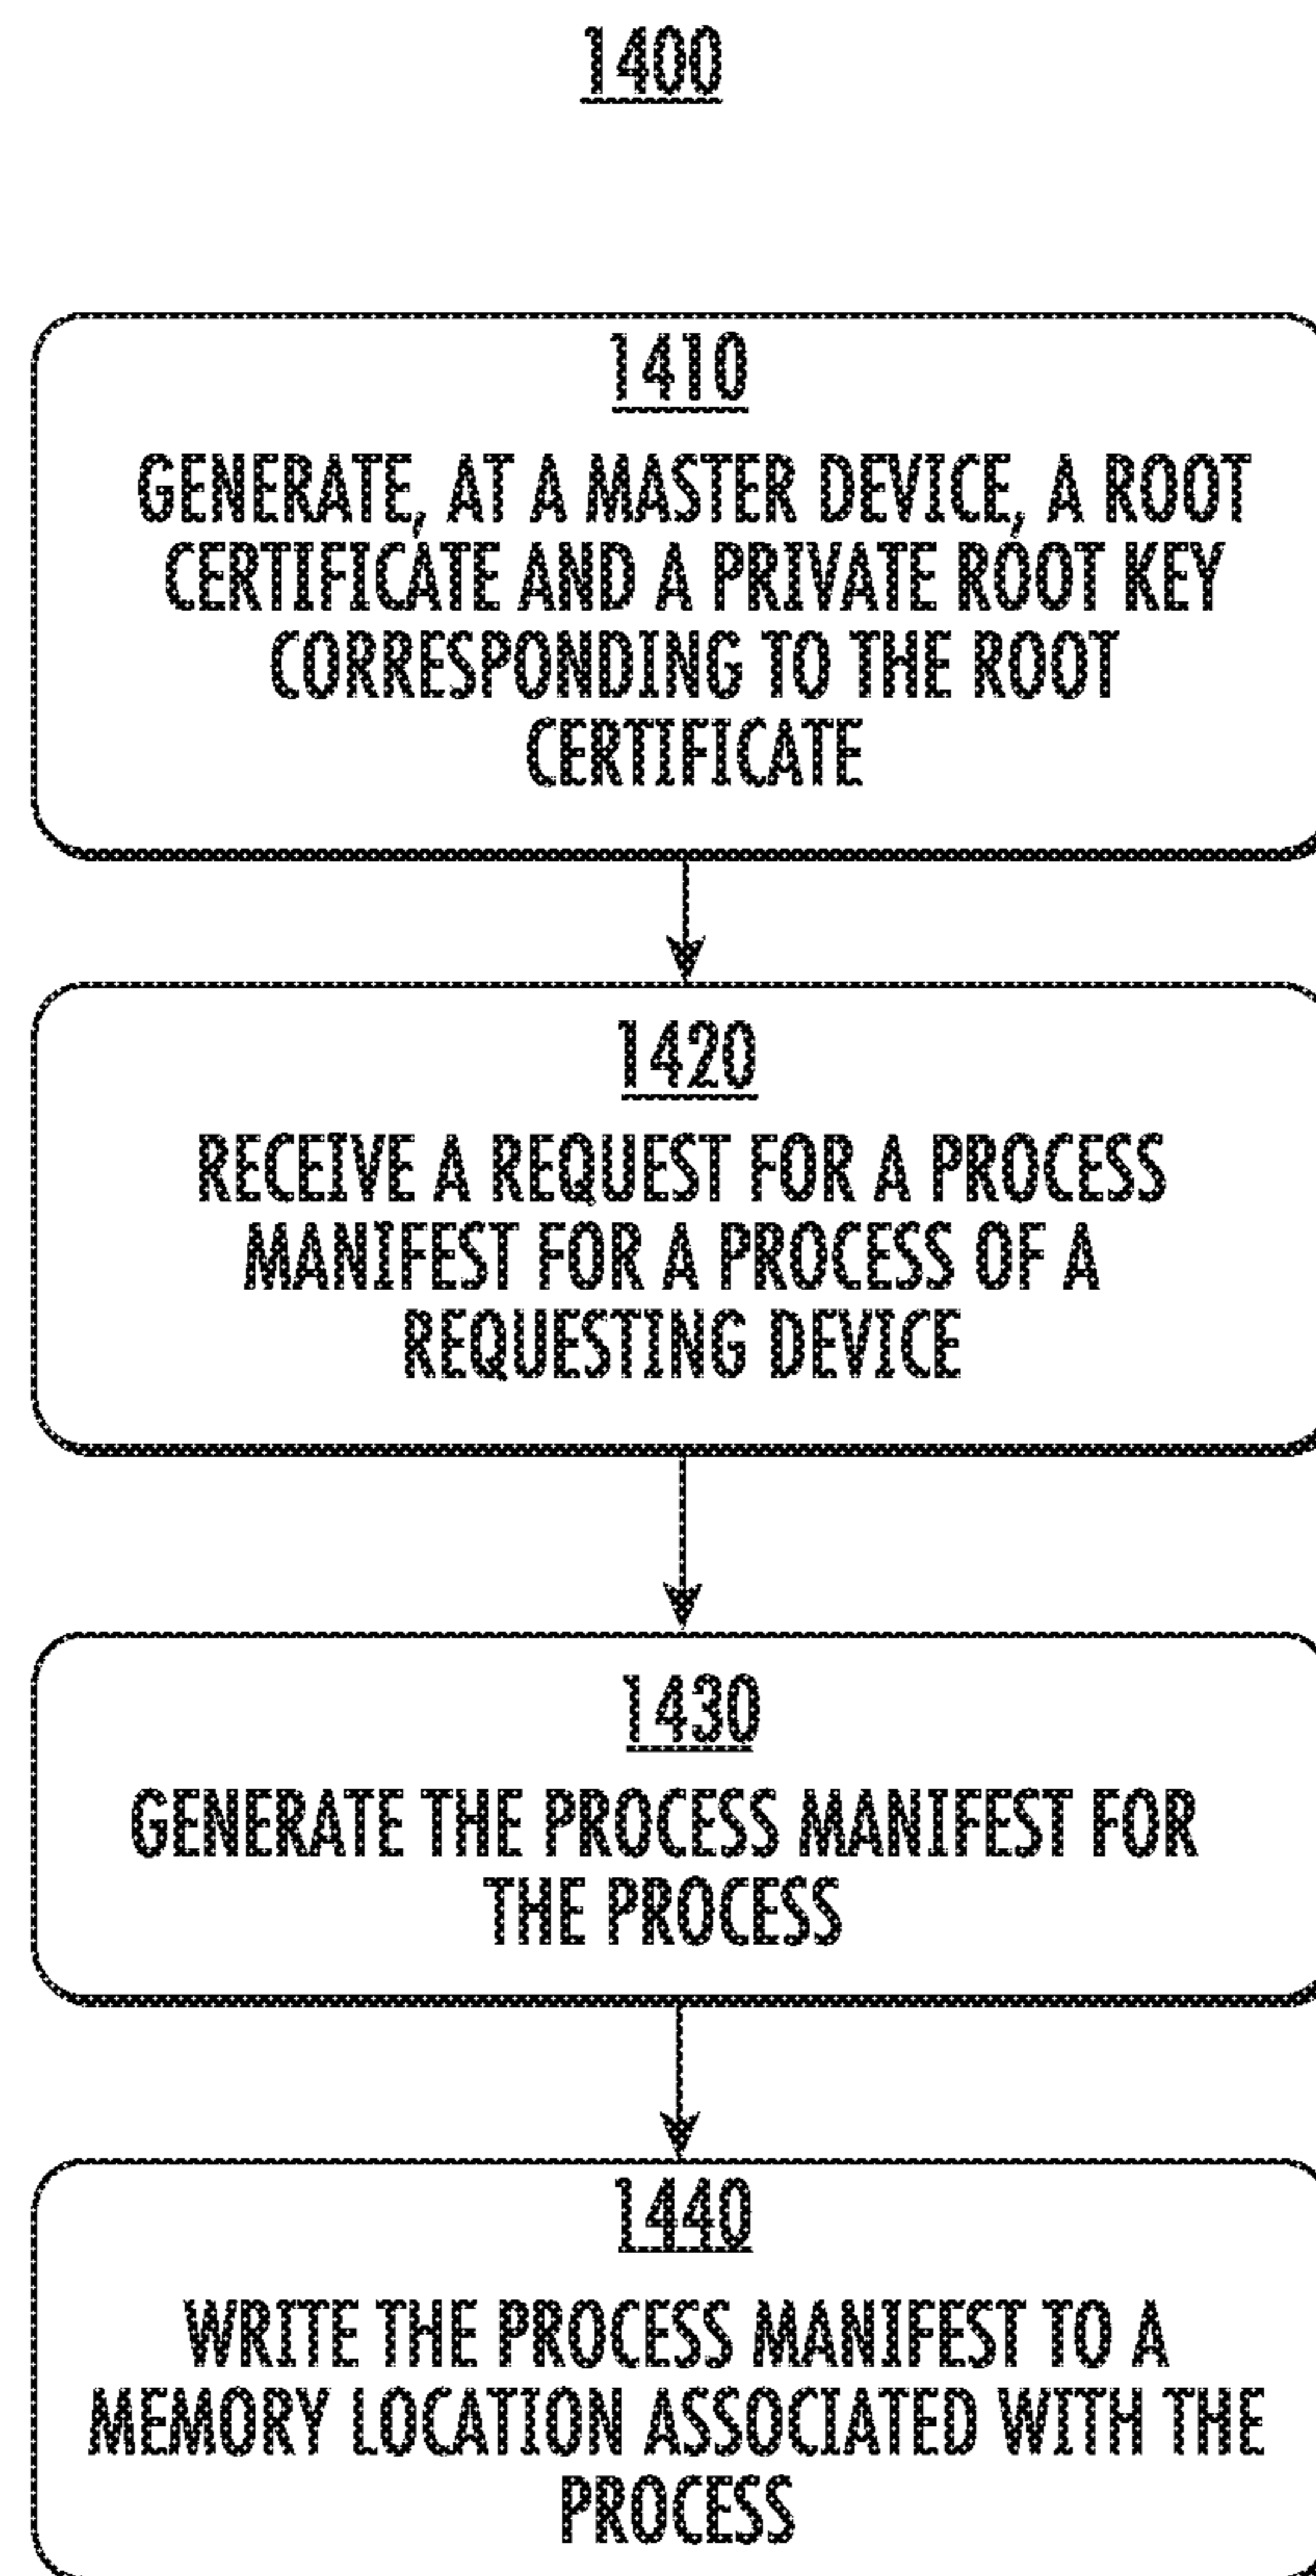 1400
1410
GENERATE, AT A MASTER DEVICE, A ROOT
CERTIFICATE AND A PRIVATE ROOT KEY
CORRESPONDING TO THE ROOT
CERTIFICATE
1420
RECEIVE A REQUEST FOR A PROCESS
MANIFEST FOR A PROCESS OF A
REQUESTING DEVICE
1430
GENERATE THE PROCESS MANIFEST FOR
THE PROCESS
1440
WRITE THE PROCESS MANIFEST TO A
MEMORY LOCATION ASSOCIATED WITH THE
PROCESS